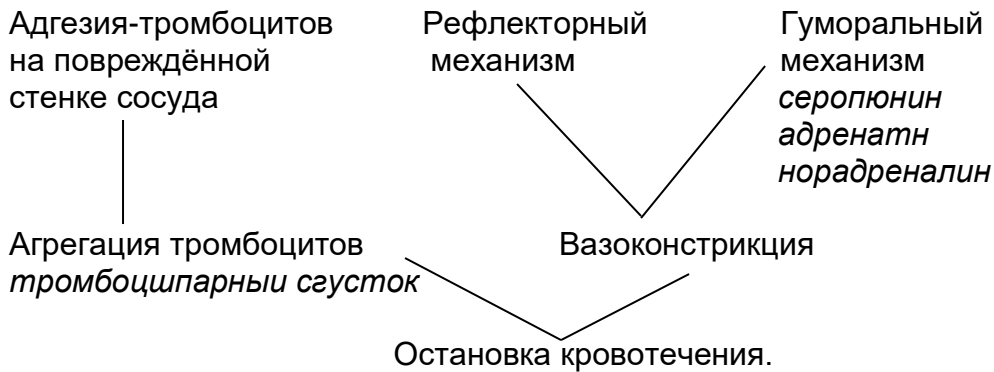 Адгезия-тромбоцитов
на повреждённой
стенке сосуда
Рефлекторный
механизм
Гуморальный
механизм
серопюнин
адренатн
норадреналин
Агрегация тромбоцитов
тромбоцшпарныи сгусток
Вазоконстрикция
Остановка кровотечения.